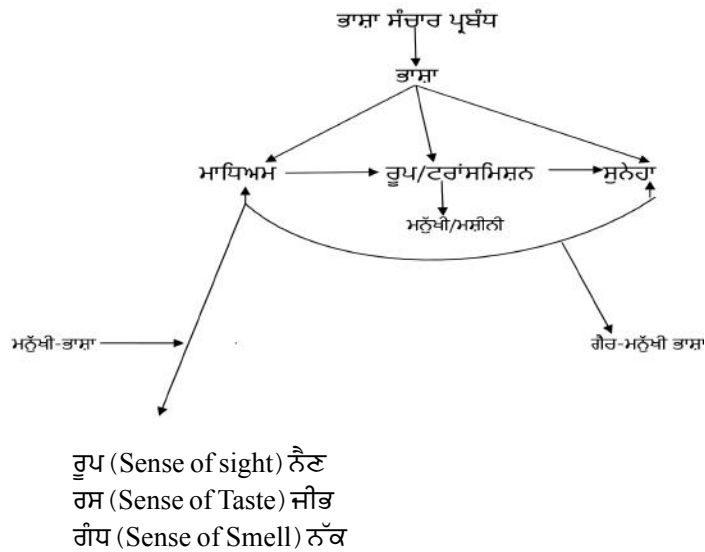 ਭਾਸ਼ਾ ਸੰਚਾਰ ਪ੍ਰਬੰਧ
ਭਾਸ਼ਾ
ਮਾਧਿਅਮ ਰੂਪ/ਟਰਾਂਸਮਿਸ਼ਨ ਸੁਨੇਹਾ
ਮਨੁੱਖੀ/ਮਸ਼ੀਨੀ
ਮਨੁੱਖੀ-ਭਾਸ਼ਾ ਗੈਰ-ਮਨੁੱਖੀ ਭਾਸ਼ਾ
ਰੂਪ (Sense of sight) ਨੈਣ
ਰਸ (Sense of Taste) ਜੀਭ
ਗੰਧ (Sense of Smell) ਨੱਕ